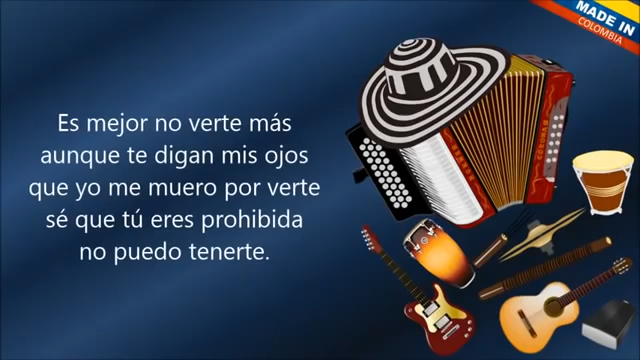 MADE IN
COLOMBIA
Es mejor no verte más
aunque te digan mis ojos
que yo me muero por verte
sé que tú eres prohibida
no puedo tenerte.